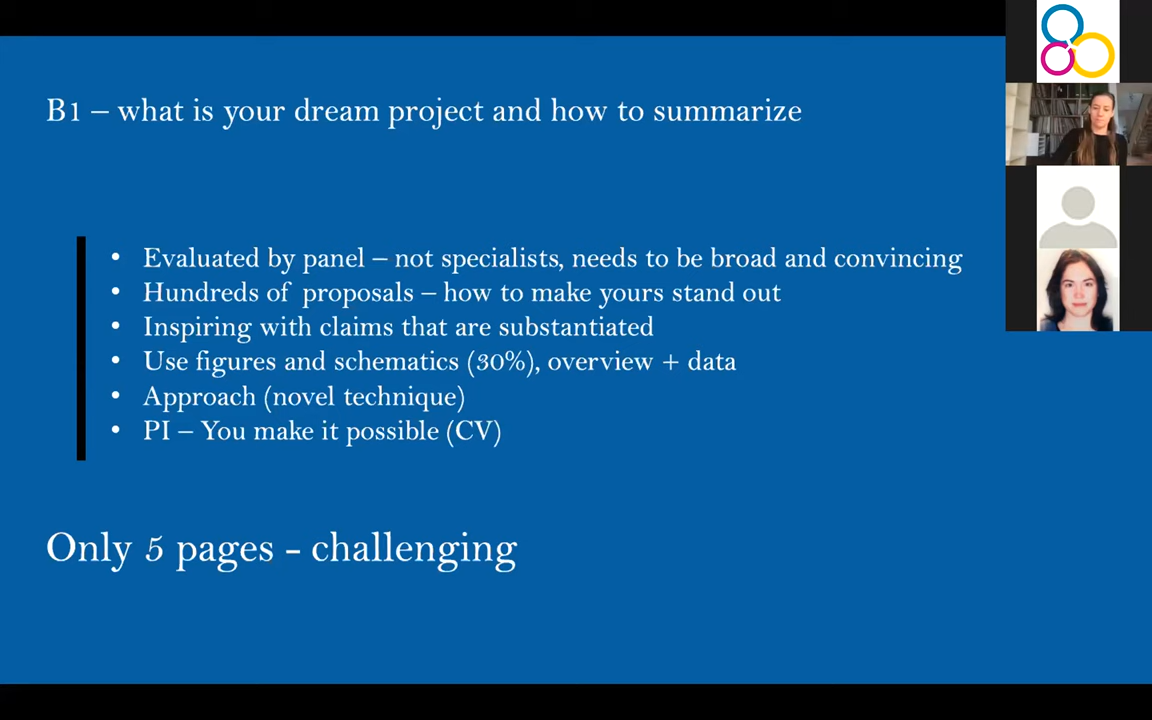 B1 – what is your dream project and how to summarize
• Evaluated by panel – not specialists, needs to be broad and convincing
• Hundreds of proposals – how to make yours stand out
• Inspiring with claims that are substantiated
• Use figures and schematics (30%), overview + data
• Approach (novel technique)
• PI – You make it possible (CV)
Only 5 pages - challenging